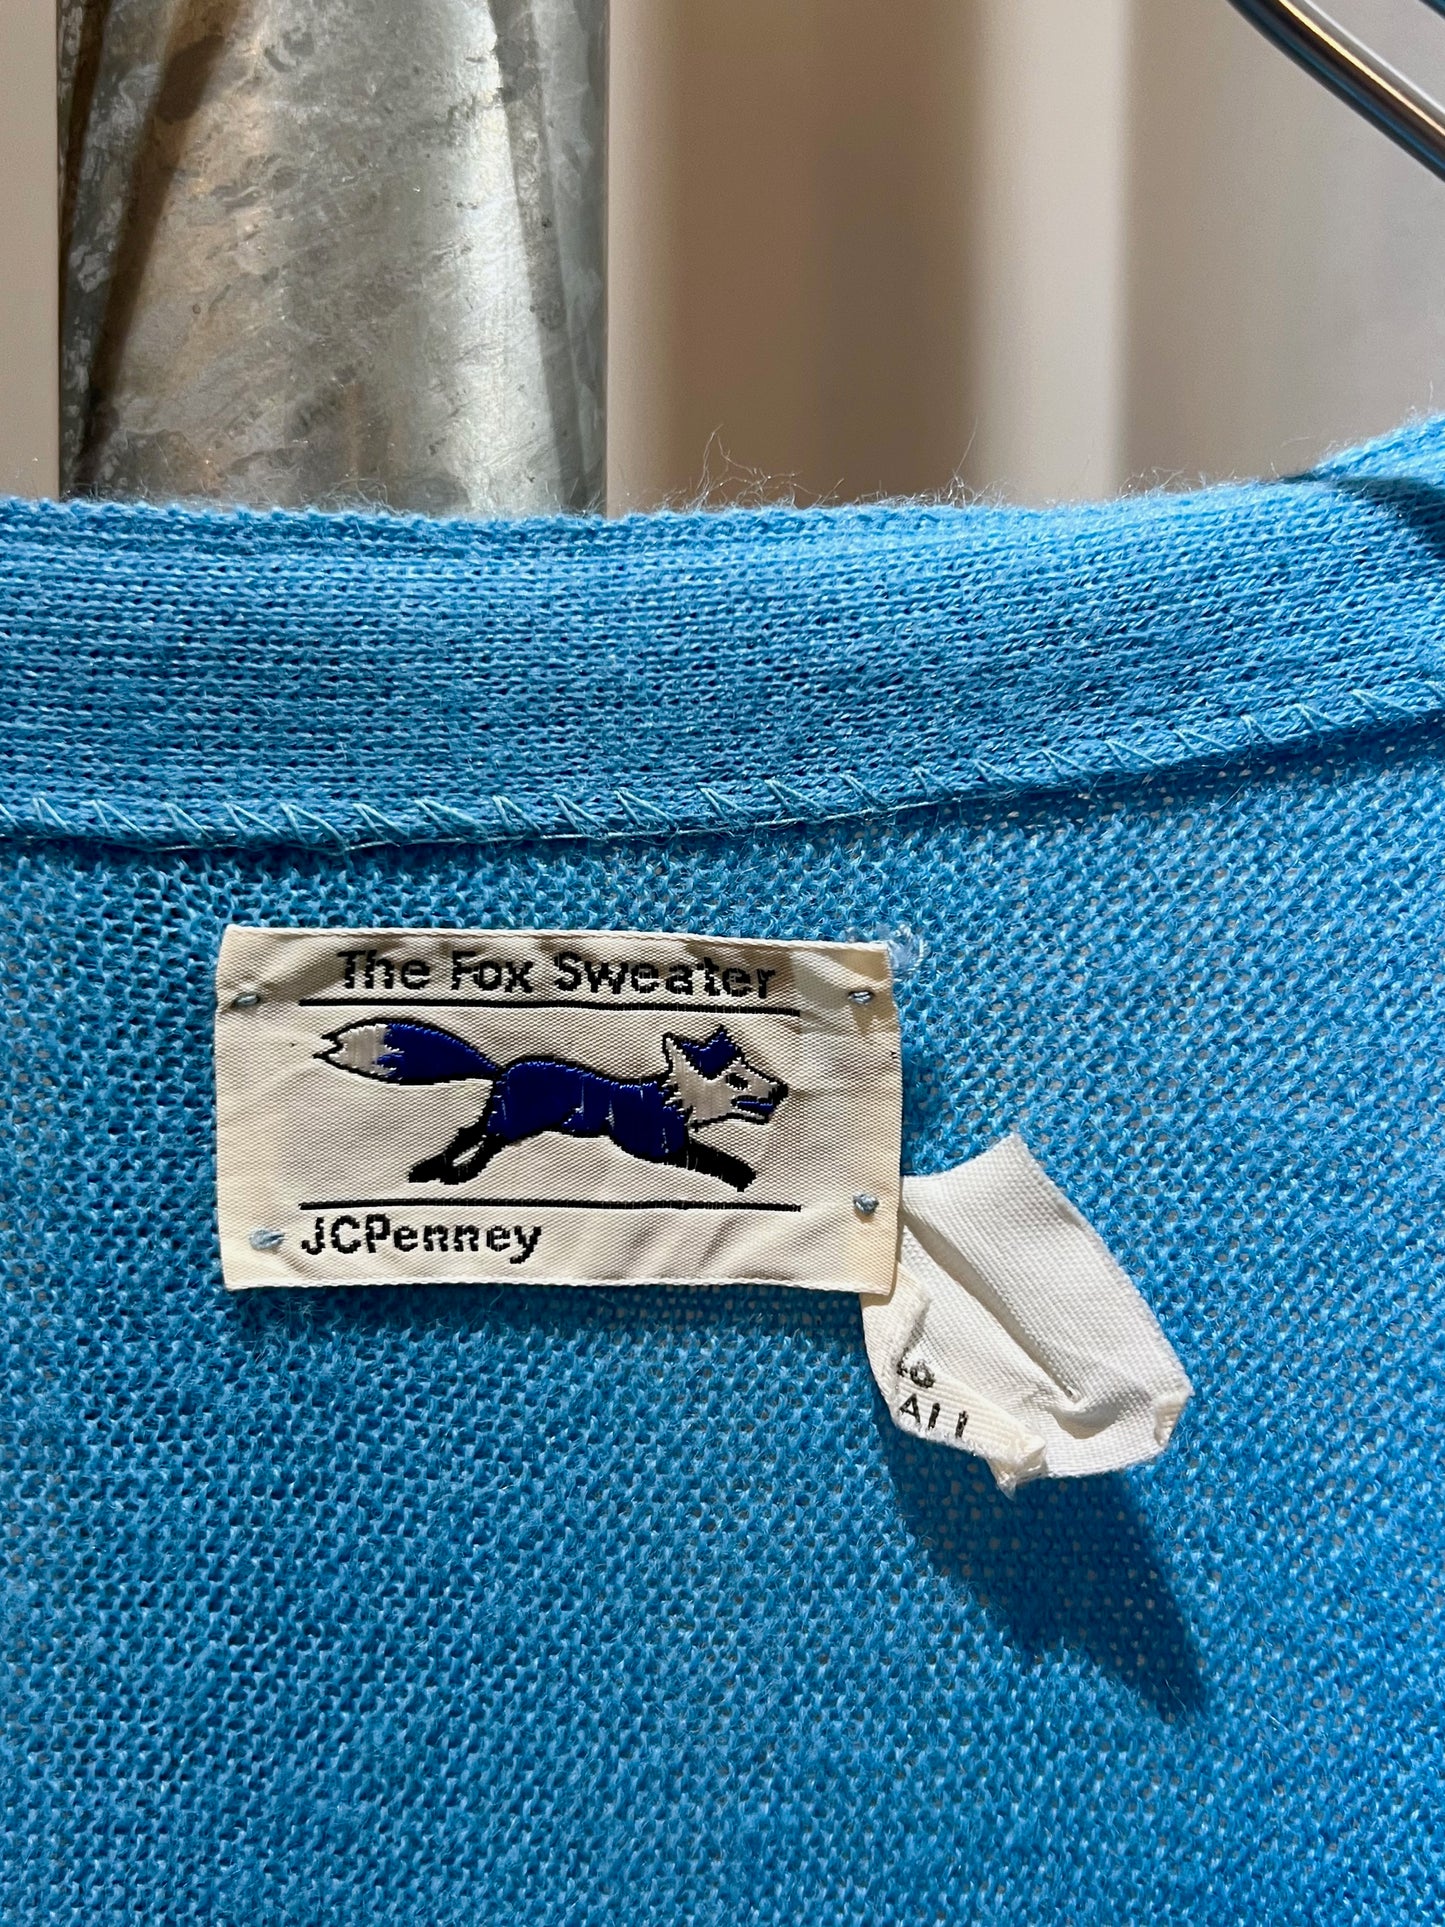 The Fox Sweater
JCPenney